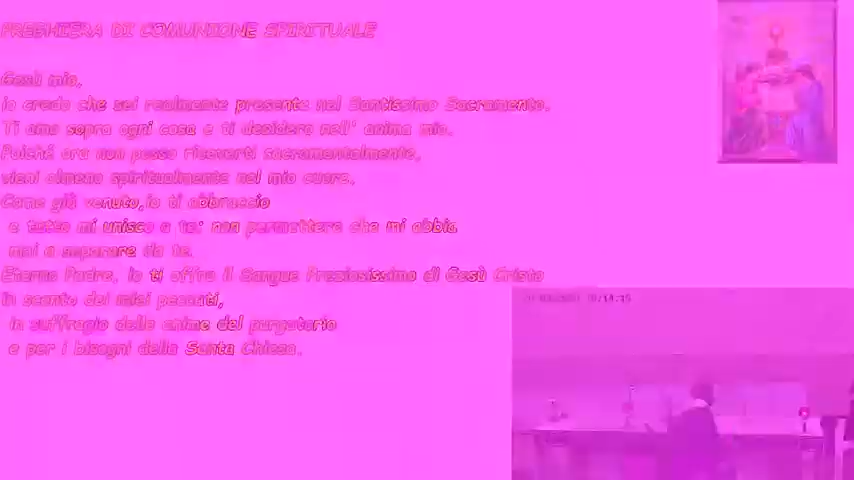 PREGHIERA DI COMUNIONE SPIRITUALE
Gesù mio,
io credo che sei realmente presente nel Santissimo Sacramento.
Ti amo sopra ogni cosa e ti desidero nell' anima mia.
Poiché ora non posso riceverti sacramentalmente,
vieni almeno spiritualmente nel mio cuore.
Come già venuto, io ti abbraccio
e tutto mi unisco a te; non permettere che mi abbia
mai a separare da te.
Eterno Padre, io ti offro il Sangue Preziosissimo di Gesù Cristo
in sconto dei miei peccati,
in suffragio delle anime del purgatorio
e per i bisogni della Santa Chiesa.